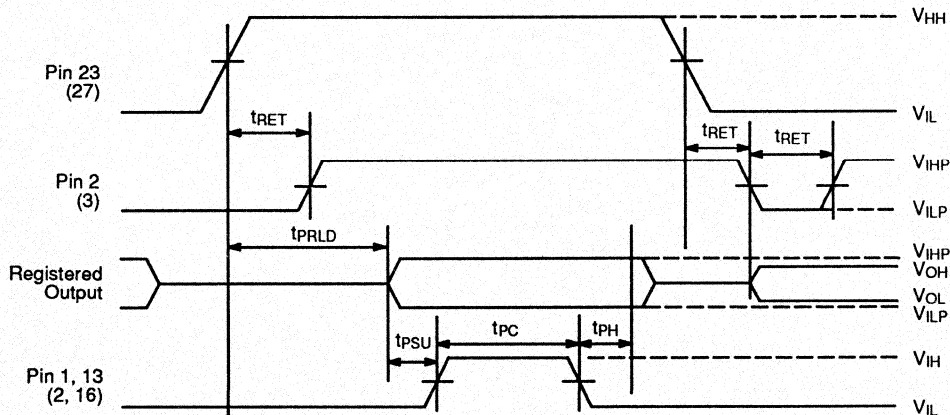 VHH
Pin 23
(27)
VIL
tRET
tRET
tRET
VIHP
Pin 2
(3)
VILP
tPRLD
VIHP
Registered
Output
VOH
VOL
VILP
tPSU
tPC
tPH
VIH
Pin 1, 13
(2, 16)
VIL